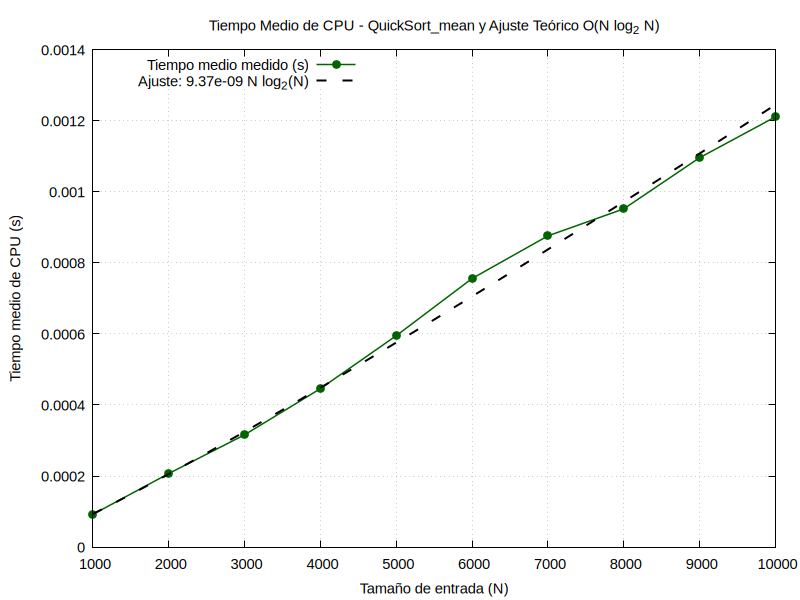 Tiempo Medio de CPU - QuickSort_mean y Ajuste Teórico O(N log₂ N)
Tiempo medio medido (s)
Ajuste: 9.37e-09 N log₂(N)
0.0014
0.0012
0.001
0.0008
0.0006
0.0004
0.0002
0
Tiempo medio de CPU (s)
1000 2000 3000 4000 5000 6000 7000 8000 9000 10000
Tamaño de entrada (N)